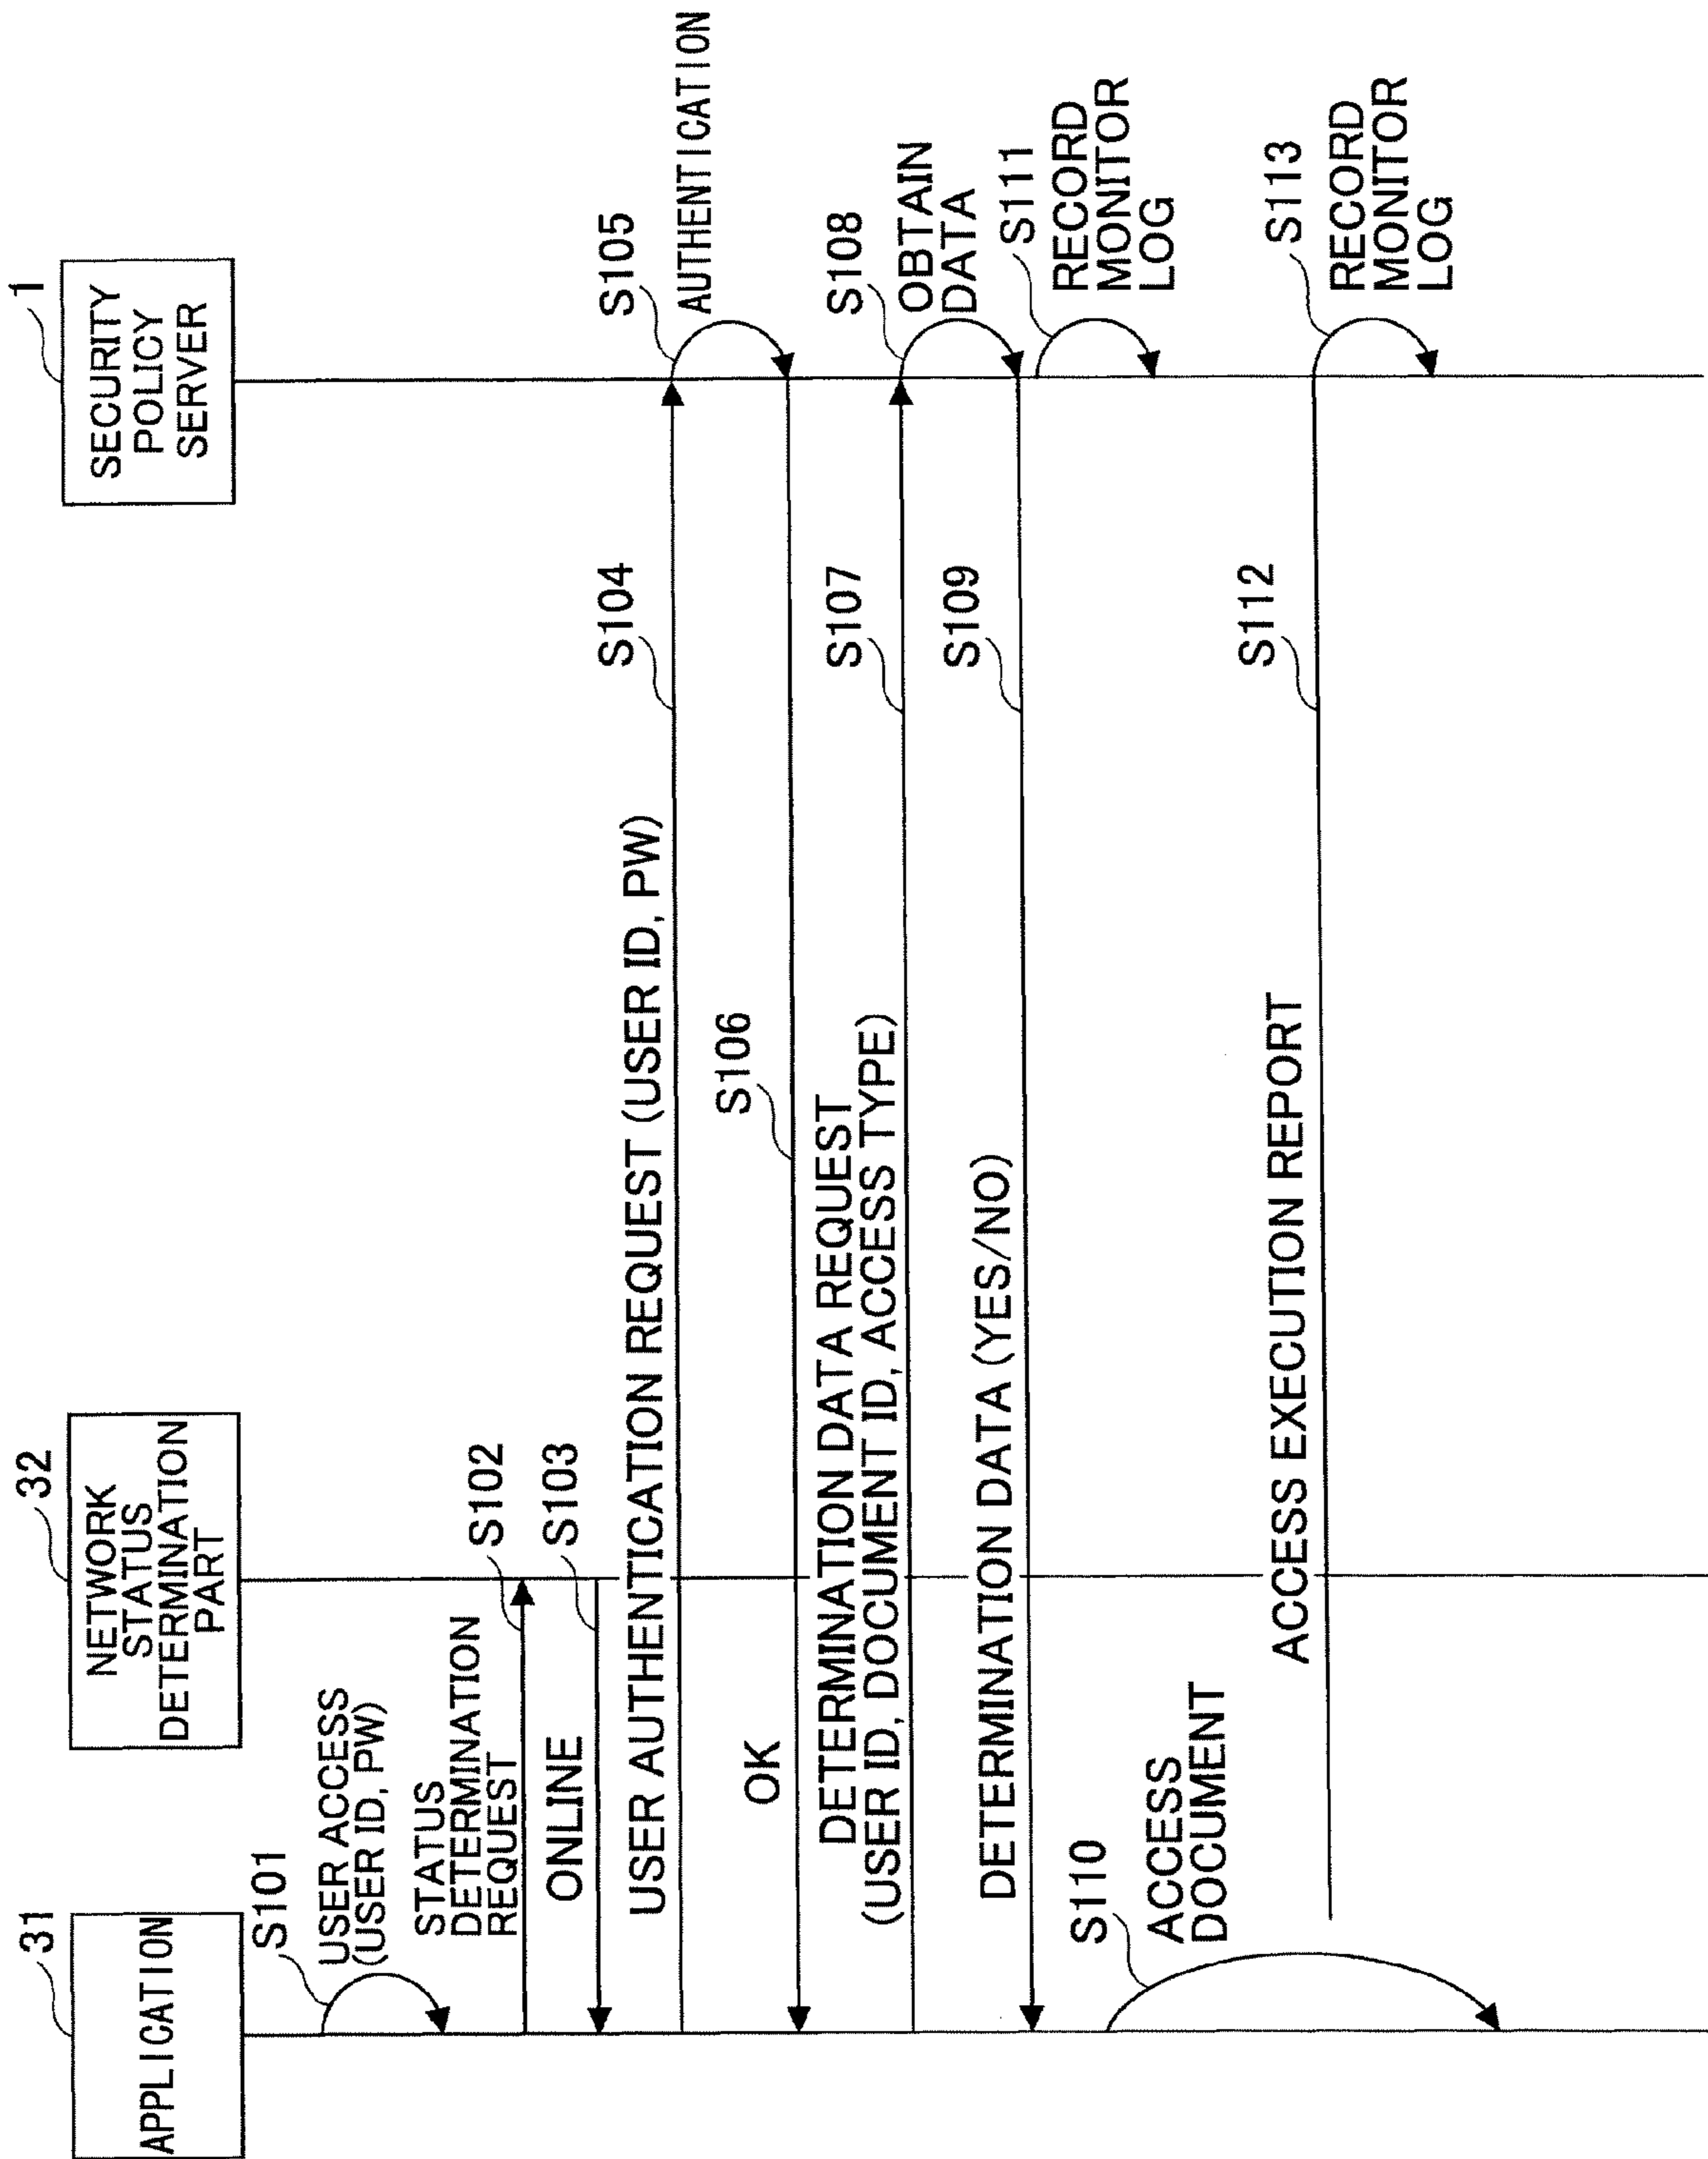 31
APPLICATION
32
NETWORK
STATUS
DETERMINATION
PART
1
SECURITY
POLICY
SERVER
S101
USER ACCESS
(USER ID, PW)
STATUS
DETERMINATION
REQUEST
S102
ONLINE
S103
USER AUTHENTICATION REQUEST (USER ID, PW)
S104
S105
AUTHENTICATION
OK
S106
DETERMINATION DATA REQUEST
(USER ID, DOCUMENT ID, ACCESS TYPE)
S107
S108
OBTAIN
DATA
DETERMINATION DATA (YES/NO)
S109
S111
RECORD
MONITOR
LOG
S110
ACCESS
DOCUMENT
ACCESS EXECUTION REPORT
S112
S113
RECORD
MONITOR
LOG